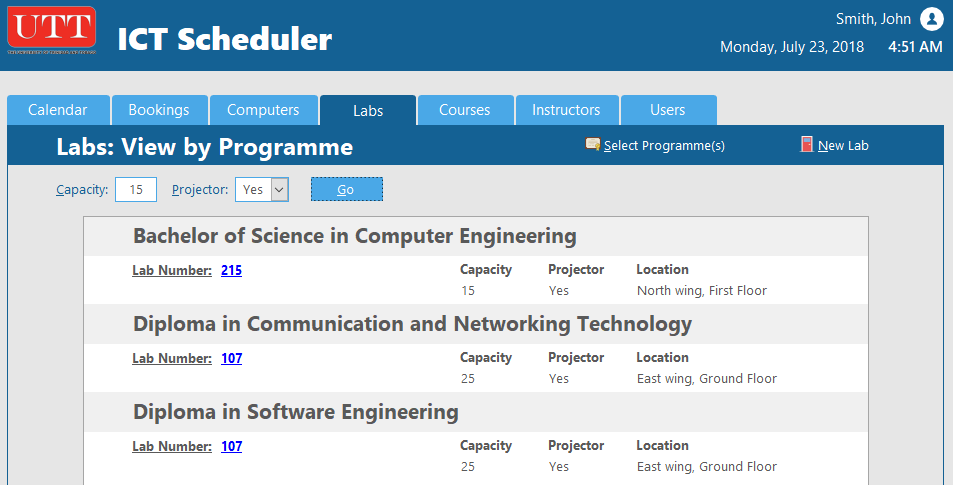 UTT
ICT Scheduler
Smith, John
Monday, July 23, 2018 4:51 AM
Calendar Bookings Computers Labs Courses Instructors Users
Labs: View by Programme Select Programme(s) New Lab
Capacity: 15 Projector: Yes Go
Bachelor of Science in Computer Engineering
Lab Number: 215 Capacity Projector Location
15 Yes North wing, First Floor
Diploma in Communication and Networking Technology
Lab Number: 107 Capacity Projector Location
25 Yes East wing, Ground Floor
Diploma in Software Engineering
Lab Number: 107 Capacity Projector Location
25 Yes East wing, Ground Floor